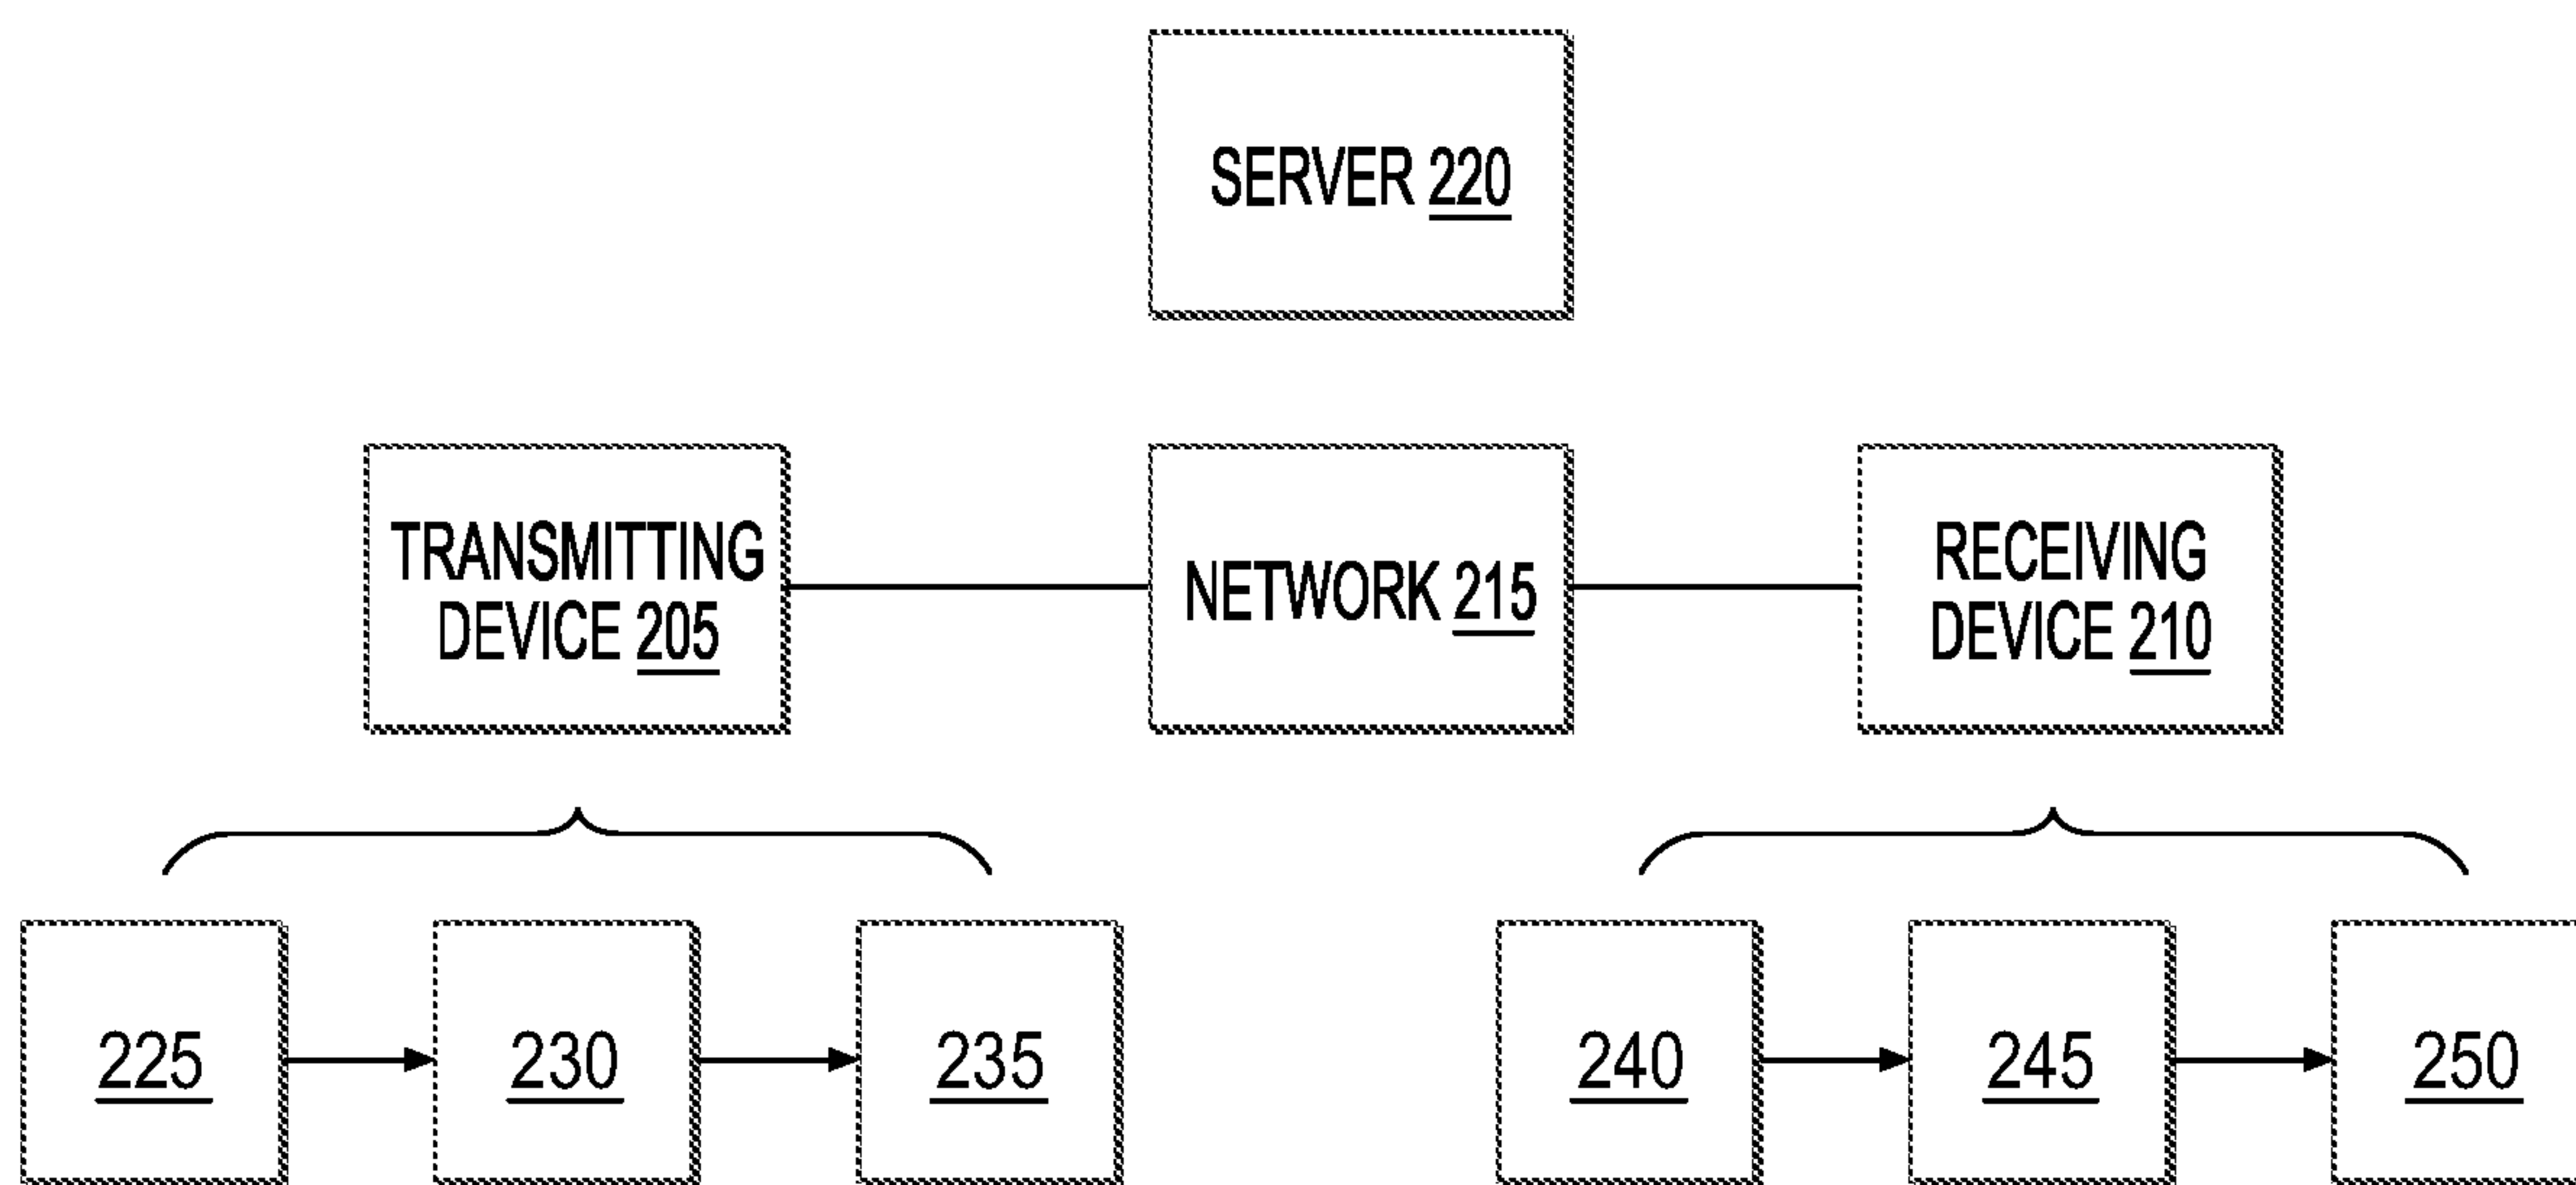 SERVER 220
TRANSMITTING
DEVICE 205
NETWORK 215
RECEIVING
DEVICE 210
225
230
235
240
245
250